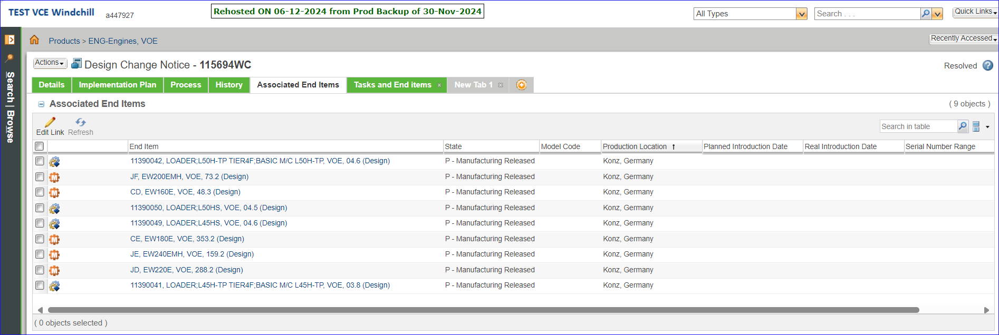 TEST VCE Windchill
a447927
Rehosted ON 06-12-2024 from Prod Backup of 30-Nov-2024
All Types
Search . . .
Quick Links
Products > ENG-Engines, VOE
Recently Accessed
Search | Browse
Actions
Design Change Notice - 115694WC
Resolved
Details Implementation Plan Process History Associated End Items Tasks and End items × New Tab 1
Associated End Items
( 9 objects )
Edit Link Refresh
Search in table
End Item State Model Code Production Location ↑ Planned Introduction Date Real Introduction Date Serial Number Range
11390042, LOADER;L50H-TP TIER4F;BASIC M/C L50H-TP, VOE, 04.6 (Design) P - Manufacturing Released Konz, Germany
JF, EW200EMH, VOE, 73.2 (Design) P - Manufacturing Released Konz, Germany
CD, EW160E, VOE, 48.3 (Design) P - Manufacturing Released Konz, Germany
11390050, LOADER;L50HS, VOE, 04.5 (Design) P - Manufacturing Released Konz, Germany
11390049, LOADER;L45HS, VOE, 04.6 (Design) P - Manufacturing Released Konz, Germany
CE, EW180E, VOE, 353.2 (Design) P - Manufacturing Released Konz, Germany
JE, EW240EMH, VOE, 159.2 (Design) P - Manufacturing Released Konz, Germany
JD, EW220E, VOE, 288.2 (Design) P - Manufacturing Released Konz, Germany
11390041, LOADER;L45H-TP TIER4F;BASIC M/C L45H-TP, VOE, 03.8 (Design) P - Manufacturing Released Konz, Germany
( 0 objects selected )